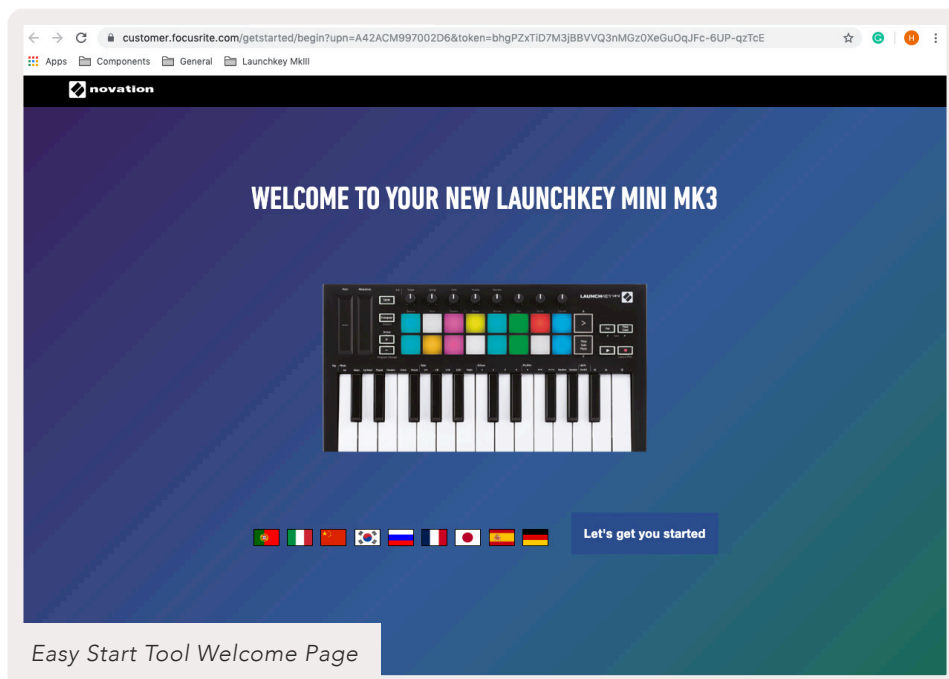 customer.focusrite.com/getstarted/begin?upn=A42ACM997002D6&token=bhgPZxTiD7M3jBBVVQ3nMGz0XeGuOqJFc-6UP-qzTcE
H
Apps Components General Launchkey MkIII
novation
WELCOME TO YOUR NEW LAUNCHKEY MINI MK3
LAUNCHKEY
Let's get you started
Easy Start Tool Welcome Page